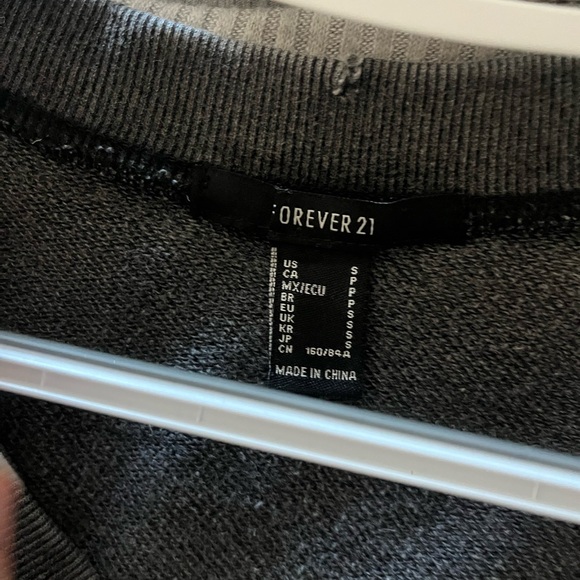 FOREVER 21
US S
CA P
MX/ECU P
BR P
EU S
UK S
KR S
JP S
CN 160/84A
MADE IN CHINA